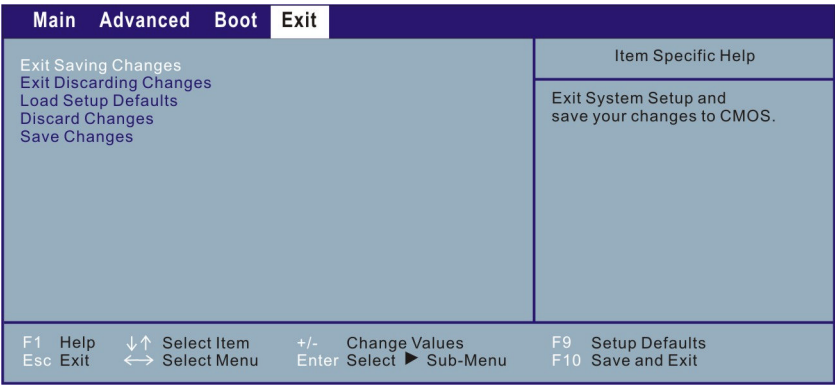 Main Advanced Boot Exit
Exit Saving Changes
Exit Discarding Changes
Load Setup Defaults
Discard Changes
Save Changes
Item Specific Help
Exit System Setup and
save your changes to CMOS.
F1 Help ↓↑ Select Item +/- Change Values F9 Setup Defaults
Esc Exit ↔ Select Menu Enter Select ▶ Sub-Menu F10 Save and Exit